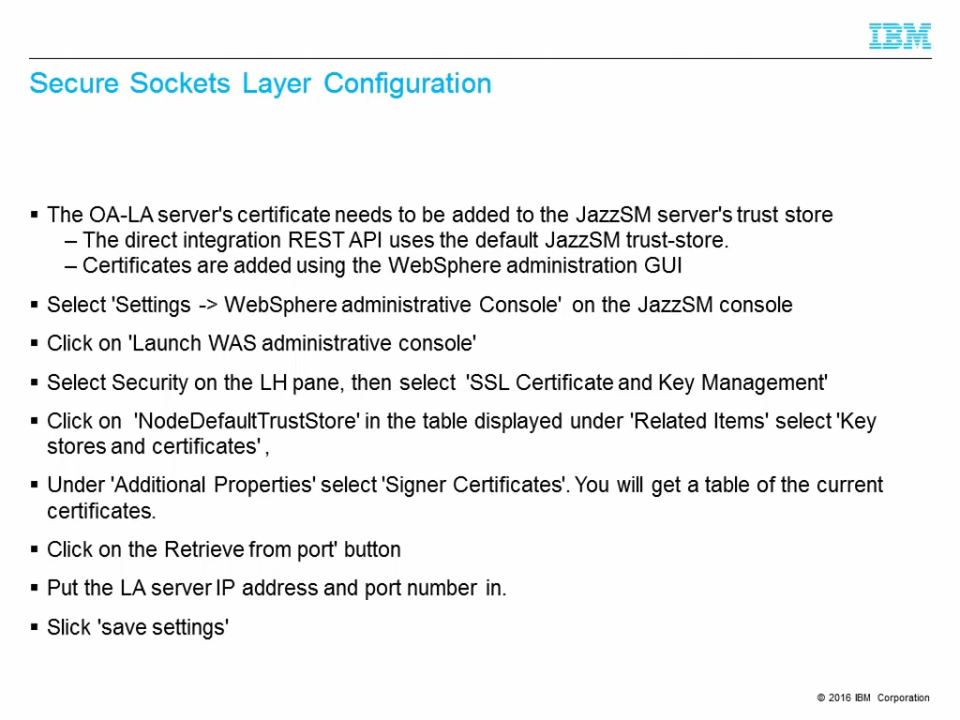 IBM
Secure Sockets Layer Configuration
▪ The OA-LA server's certificate needs to be added to the JazzSM server's trust store
– The direct integration REST API uses the default JazzSM trust-store.
– Certificates are added using the WebSphere administration GUI
▪ Select 'Settings -> WebSphere administrative Console' on the JazzSM console
▪ Click on 'Launch WAS administrative console'
▪ Select Security on the LH pane, then select 'SSL Certificate and Key Management'
▪ Click on 'NodeDefaultTrustStore' in the table displayed under 'Related Items' select 'Key
stores and certificates' ,
▪ Under 'Additional Properties' select 'Signer Certificates'. You will get a table of the current
certificates.
▪ Click on the Retrieve from port' button
▪ Put the LA server IP address and port number in.
▪ Slick 'save settings'
© 2016 IBM Corporation